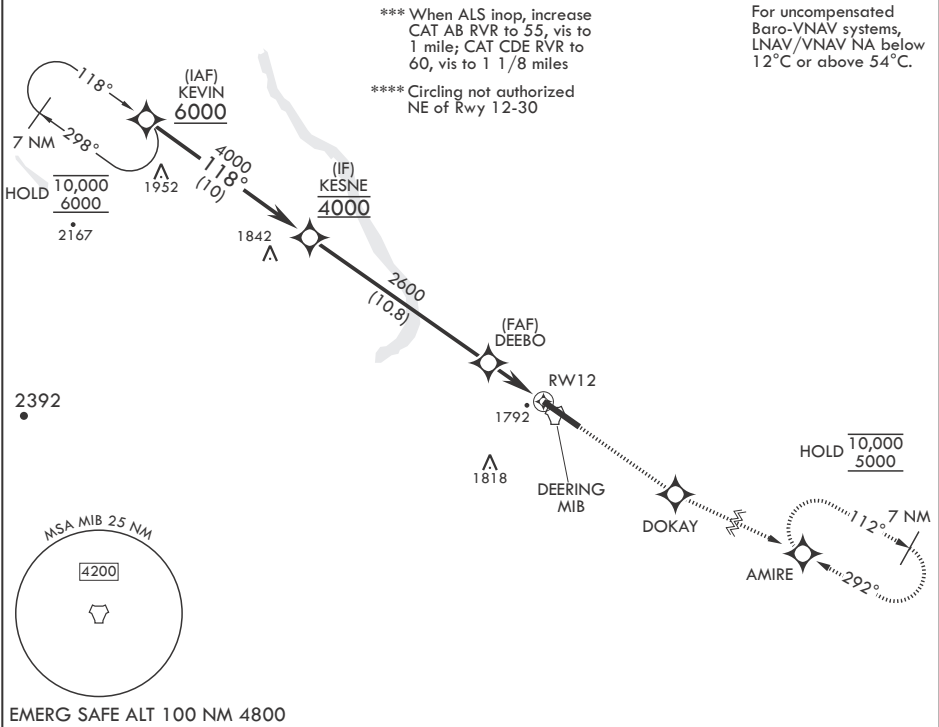 *** When ALS inop, increase
CAT AB RVR to 55, vis to
1 mile; CAT CDE RVR to
60, vis to 1 1/8 miles
**** Circling not authorized
NE of Rwy 12-30
For uncompensated
Baro-VNAV systems,
LNAV/VNAV NA below
12°C or above 54°C.
118°
(IAF)
KEVIN
6000
7 NM
298°
HOLD 10,000
6000
1952
2167
4000
118°
(10)
(IF)
KESNE
4000
1842
2600
(10.8)
(FAF)
DEEBO
RW12
1792
2392
1818
DEERING
MIB
DOKAY
HOLD 10,000
5000
112°
7 NM
AMIRE
292°
MSA MIB 25 NM
4200
EMERG SAFE ALT 100 NM 4800